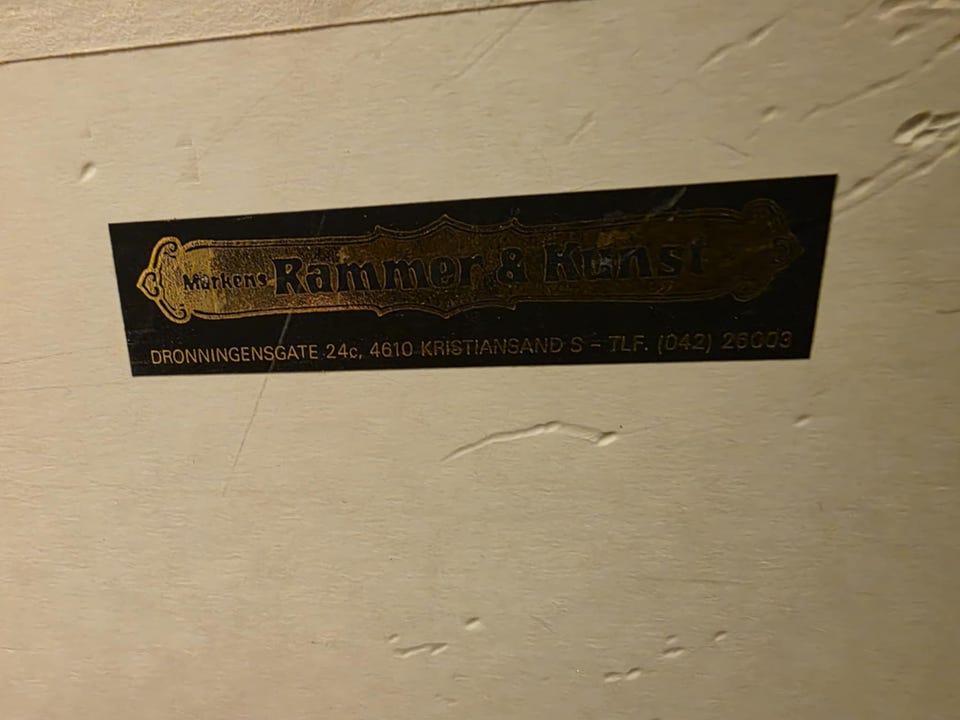 Markens Rammer & Kunst
DRONNINGENSGATE 24c, 4610 KRISTIANSAND S - TLF. (042) 26003